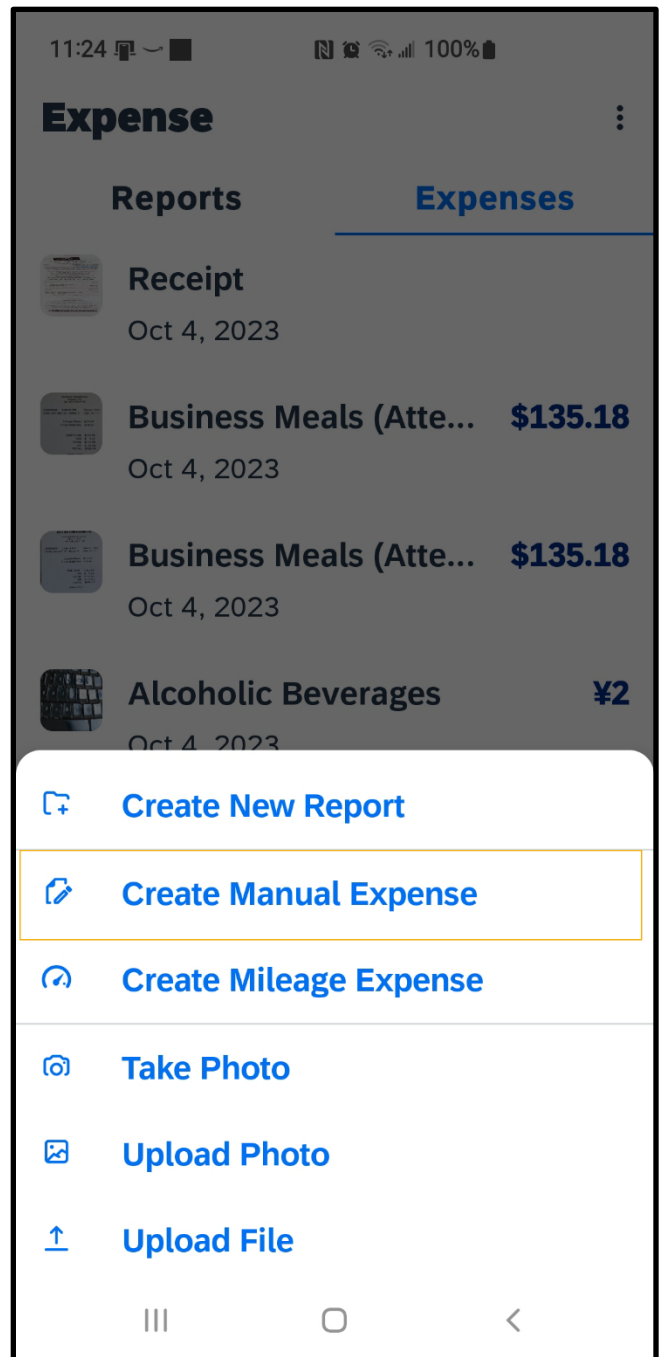 11:24 100%
Expense
Reports Expenses
Receipt
Oct 4, 2023
Business Meals (Atte... $135.18
Oct 4, 2023
Business Meals (Atte... $135.18
Oct 4, 2023
Alcoholic Beverages ¥2
Oct 4, 2023
Create New Report
Create Manual Expense
Create Mileage Expense
Take Photo
Upload Photo
Upload File